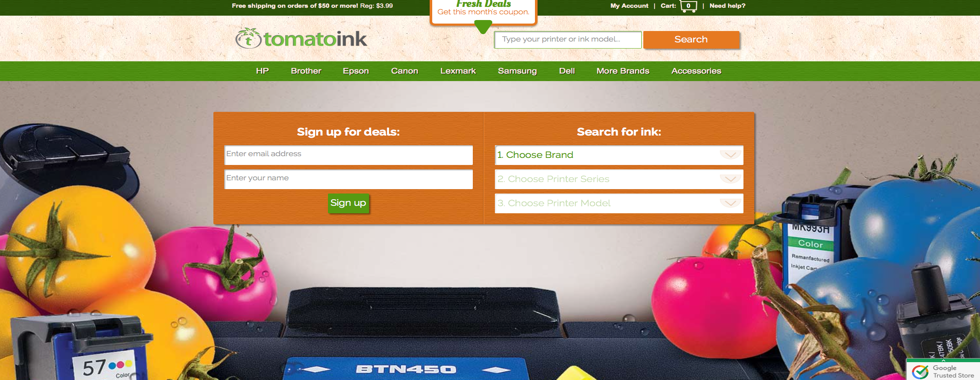 Free shipping on orders of $50 or more! Reg: $3.99
Fresh Deals
Get this month's coupon.
My Account | Cart: 0 | Need help?
tomatoink
Type your printer or ink model...
Search
HP Brother Epson Canon Lexmark Samsung Dell More Brands Accessories
Sign up for deals:
Enter email address
Enter your name
Sign up
Search for ink:
1. Choose Brand
2. Choose Printer Series
3. Choose Printer Model
MK993H
Color
Remanufactured
Inkjet Car
57
Color
BTN450
Google
Trusted Store